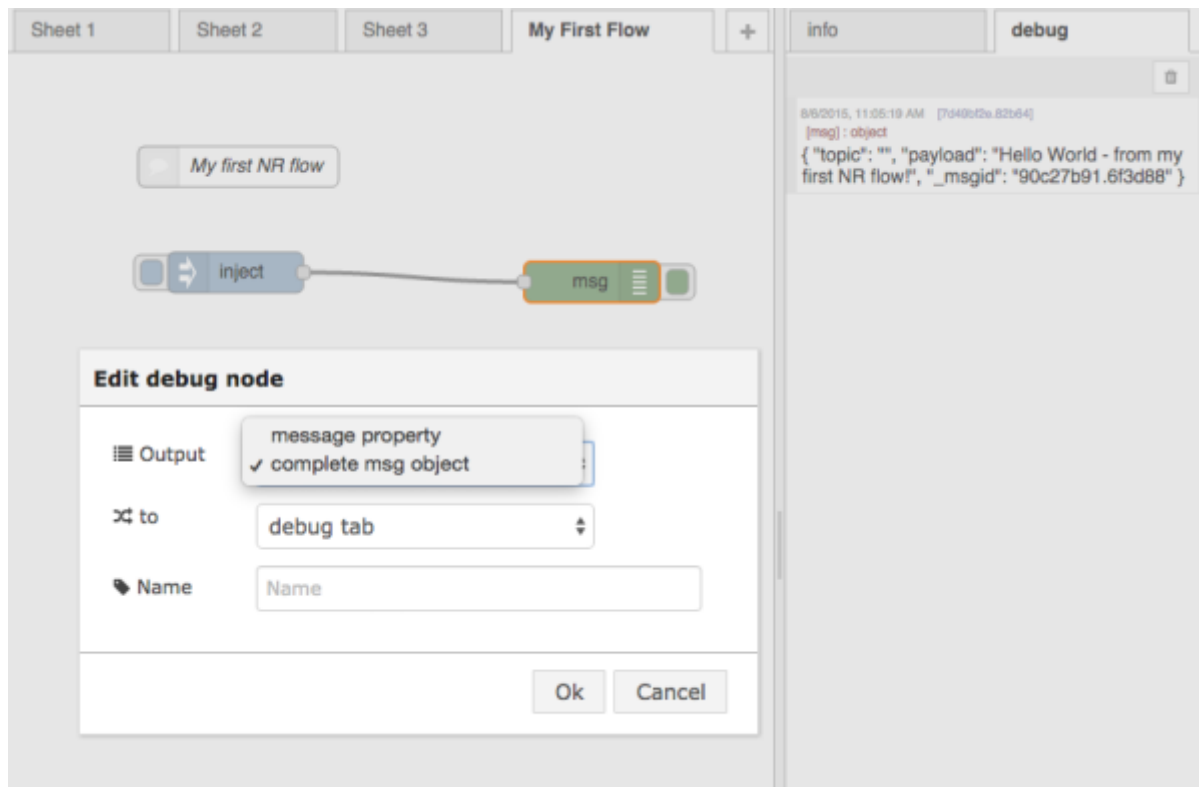 Sheet 1
Sheet 2
Sheet 3
My First Flow
+
info
debug
8/6/2015, 11:05:19 AM [7d49bf2e.82b64]
[msg] : object
{ "topic": "", "payload": "Hello World - from my
first NR flow!", "_msgid": "90c27b91.6f3d88" }
My first NR flow
inject
msg
Edit debug node
Output
message property
✓ complete msg object
to
debug tab
Name
Name
Ok
Cancel